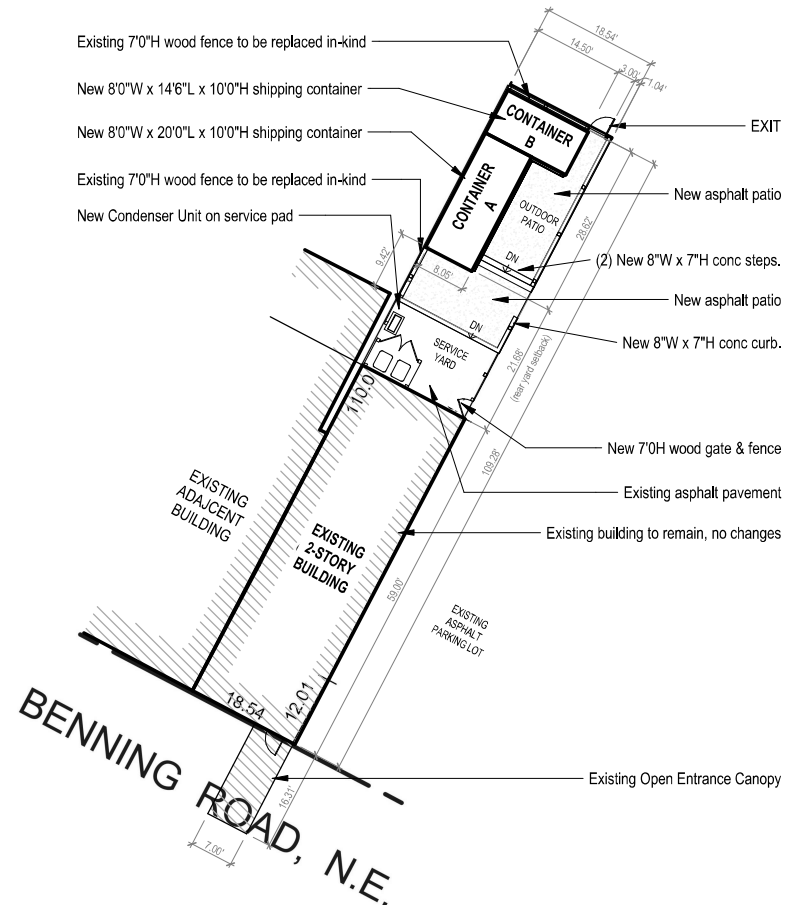 Existing 7'0"H wood fence to be replaced in-kind
New 8'0"W x 14'6"L x 10'0"H shipping container
New 8'0"W x 20'0"L x 10'0"H shipping container
Existing 7'0"H wood fence to be replaced in-kind
New Condenser Unit on service pad
18.54'
14.50'
3.00'
1.04'
EXIT
New asphalt patio
(2) New 8"W x 7"H conc steps.
New asphalt patio
New 8"W x 7"H conc curb.
New 7'0H wood gate & fence
Existing asphalt pavement
Existing building to remain, no changes
Existing Open Entrance Canopy
CONTAINER
B
CONTAINER
A
OUTDOOR
PATIO
DN
28.62'
9.42'
8.05'
DN
SERVICE
YARD
21.68'
(rear yard setback)
110.0
109.28'
EXISTING
ADJACENT
BUILDING
EXISTING
2-STORY
BUILDING
59.00'
EXISTING
ASPHALT
PARKING LOT
18.54
12.01
16.31'
7.00'
BENNING ROAD, N.E.